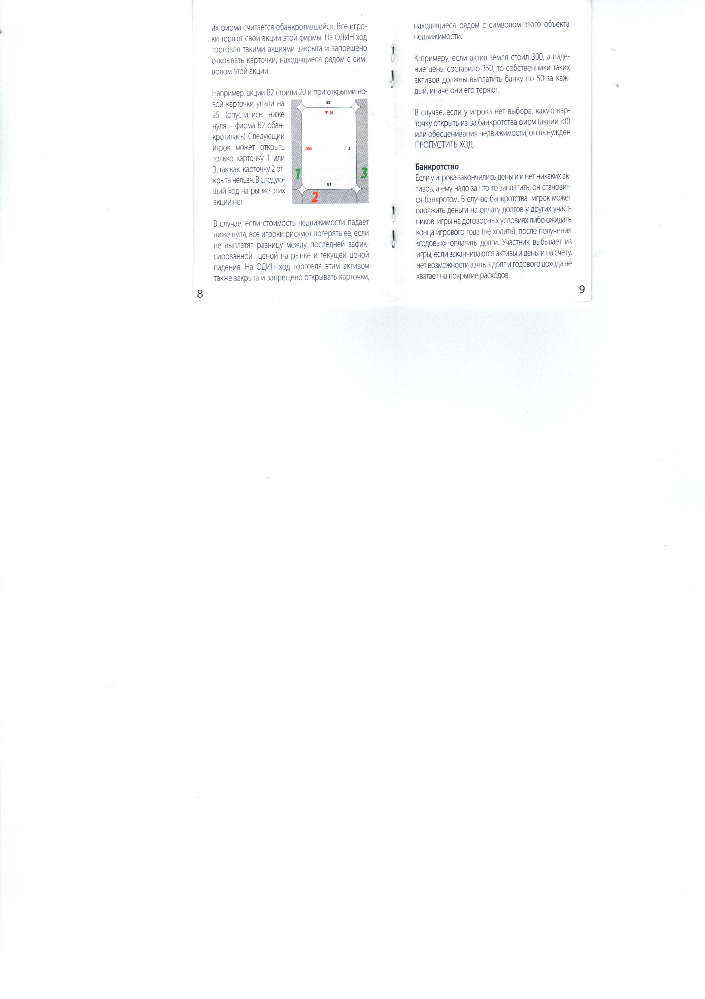 их фирма считается обанкротившейся. Все игро-
ки теряют свои акции этой фирмы. На ОДИН ход
торговля такими акциями закрыта и запрещено
открывать карточки, находящиеся рядом с сим-
волом этой акции.
Например, акции B2 стоили 20 и при открытии но-
вой карточки упали на
25 (опустились ниже
нуля – фирма B2 обан-
кротилась). Следующий
игрок может открыть
только карточку 1 или
3, так как карточку 2 от-
крыть нельзя. В следую-
щий ход на рынке этих
акций нет.
B2
▼ 25
-900
3
1
3
B1
2
В случае, если стоимость недвижимости падает
ниже нуля, все игроки рискуют потерять ее, если
не выплатят разницу между последней зафик-
сированной ценой на рынке и текущей ценой
падения. На ОДИН ход торговля этим активом
также закрыта и запрещено открывать карточки,
8
находящиеся рядом с символом этого объекта
недвижимости.
К примеру, если актив земля стоил 300, а паде-
ние цены составило 350, то собственники таких
активов должны выплатить банку по 50 за каж-
дый, иначе они его теряют.
В случае, если у игрока нет выбора, какую кар-
точку открыть из-за банкротства фирм (акции <0)
или обесценивания недвижимости, он вынужден
ПРОПУСТИТЬ ХОД.
Банкротство
Если у игрока закончились деньги и нет никаких ак-
тивов, а ему надо за что-то заплатить, он становит-
ся банкротом. В случае банкротства игрок может
одолжить деньги на оплату долгов у других участ-
ников игры на договорных условиях либо ожидать
конца игрового года (не ходить), после получения
«годовых» оплатить долги. Участник выбывает из
игры, если заканчиваются активы и деньги на счету,
нет возможности взять в долг и годового дохода не
хватает на покрытие расходов.
9